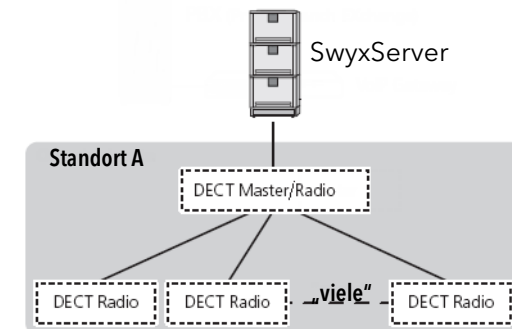 SwyxServer
Standort A
DECT Master/Radio
DECT Radio DECT Radio „viele“ DECT Radio